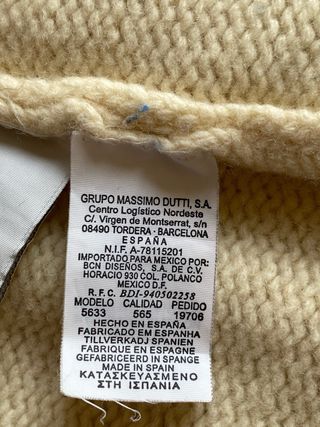 GRUPO MASSIMO DUTTI, S.A.
Centro Logístico Nordeste
C/. Virgen de Montserrat, s/n
08490 TORDERA · BARCELONA
ESPAÑA
N.I.F. A-78115201
IMPORTADO PARA MEXICO POR:
BCN DISEÑOS, S.A. DE C.V.
HORACIO 930 COL. POLANCO
MEXICO D.F.
R.F.C. BDI-940502258
MODELO CALIDAD PEDIDO
5633 565 19706
HECHO EN ESPAÑA
FABRICADO EM ESPANHA
TILLVERKADJ SPANIEN
FABRIQUE EN ESPAGNE
GEFABRICEERD IN SPANGE
MADE IN SPAIN
ΚΑΤΑΣΚΕΥΑΣΜΕΝΟ
ΣΤΗ ΙΣΠΑΝΙΑ